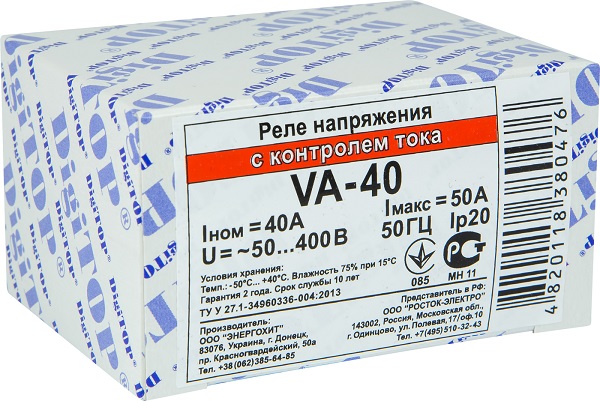 DigiTOP
Реле напряжения
с контролем тока
VA-40
Iном = 40А Iмакс = 50А
U = ~50...400 В 50 ГЦ Ip20
Условия хранения:
Темп.: -50°С... +40°С. Влажность 75% при 15°С
Гарантия 2 года. Срок службы 10 лет
ТУ У 27.1-34960336-004:2013
085
РСТ
МН 11
ООО "ЭНЕРГОХИТ"
83076, Украина, г. Донецк,
пр. Красногвардейский, 50а
Тел.: +38(062)385-64-85
Представитель в РФ:
ООО "РОСТОК-ЭЛЕКТРО"
143002, Россия, Московская обл.,
г. Одинцово, ул. Полевая, 17/оф.10
Тел.: +7(495)510-32-43
4820118380476